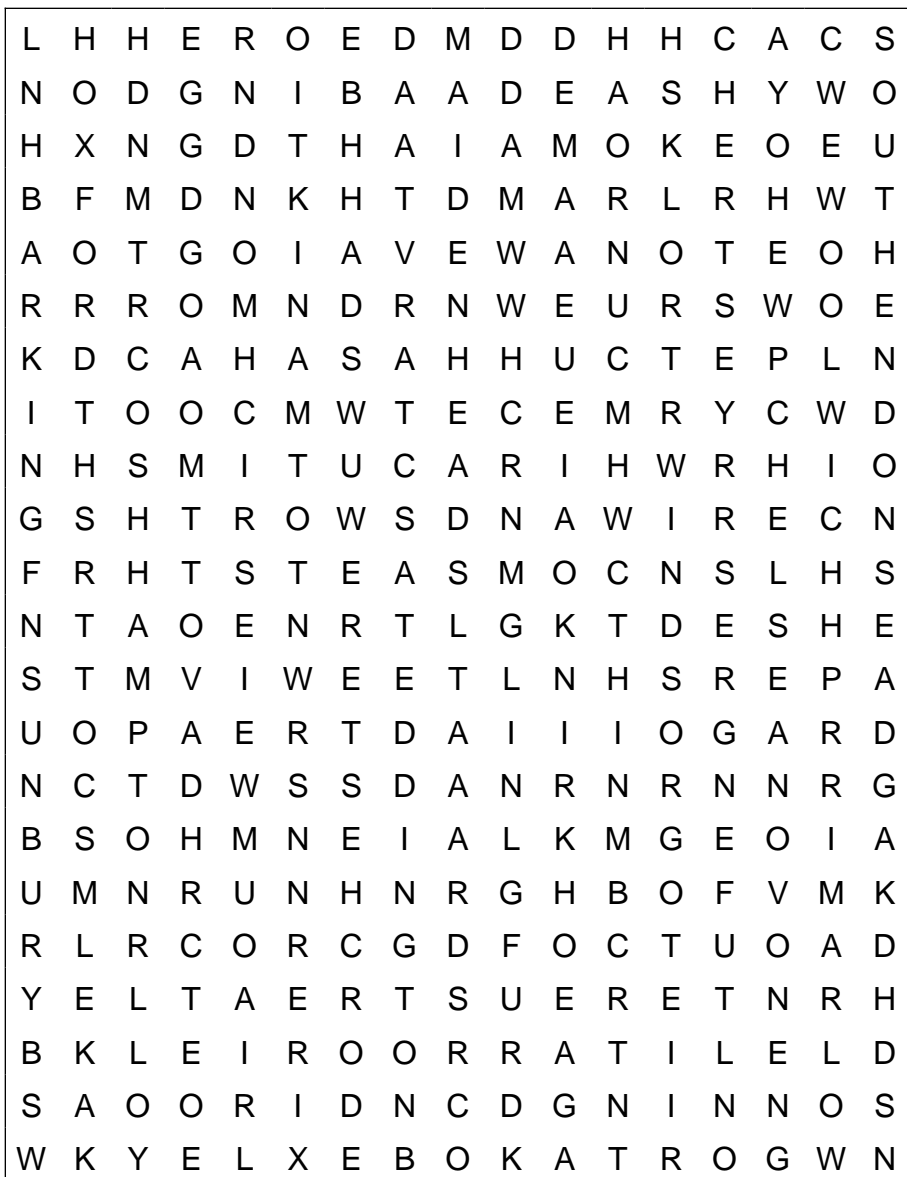 L H H E R O E D M D D H H C A C S
N O D G N I B A A D E A S H Y W O
H X N G D T H A I A M O K E O E U
B F M D N K H T D M A R L R H W T
A O T G O I A V E W A N O T E O H
R R R O M N D R N W E U R S W O E
K D C A H A S A H H U C T E P L N
I T O O C M W T E C E M R Y C W D
N H S M I T U C A R I H W R H I O
G S H T R O W S D N A W I R E C N
F R H T S T E A S M O C N S L H S
N T A O E N R T L G K T D E S H E
S T M V I W E E T L N H S R E P A
U O P A E R T D A I I I O G A R D
N C T D W S S D A N R N R N N R G
B S O H M N E I A L K M G E O I A
U M N R U N H N R G H B O F V M K
R L R C O R C G D F O C T U O A D
Y E L T A E R T S U E R E T N R H
B K L E I R O O R R A T I L E L D
S A O O R I D N C D G N I N N O S
W K Y E L X E B O K A T R O G W N